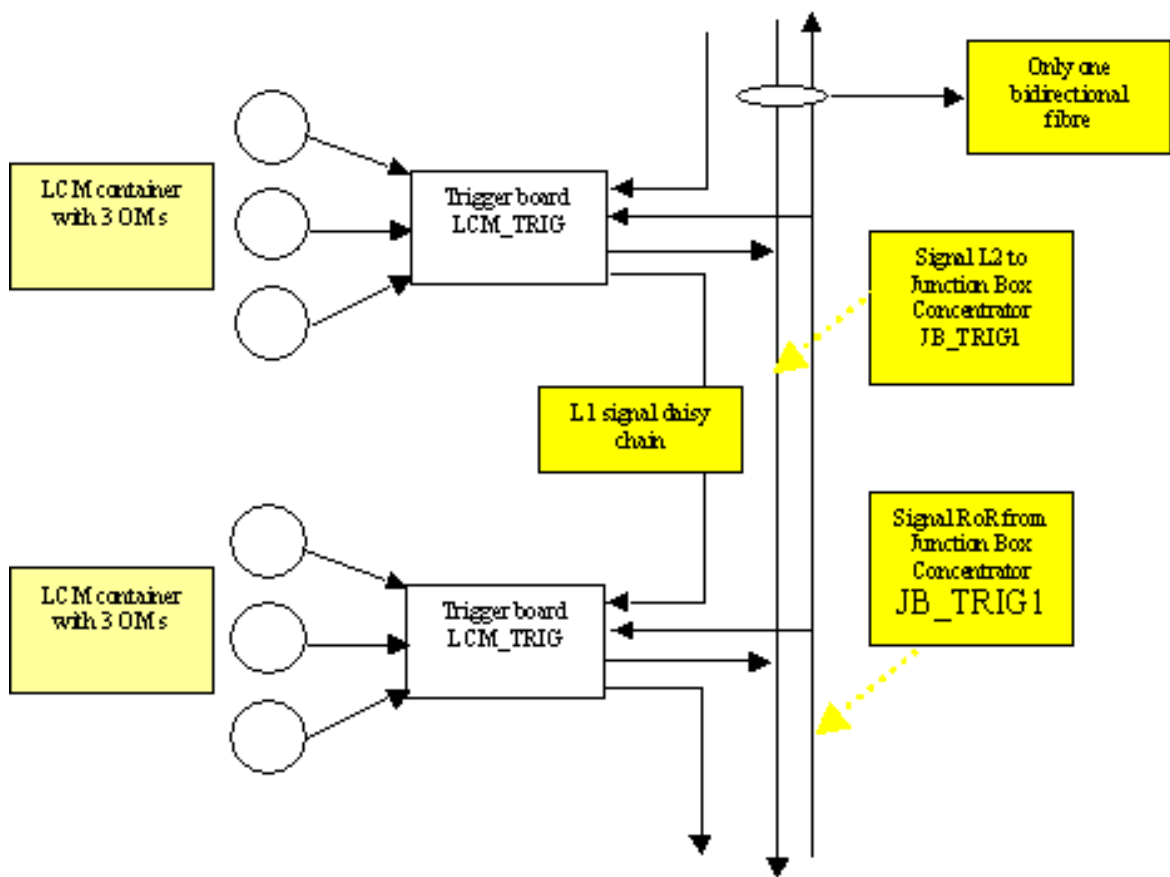 Only one
bidirectional
fibre
LCM container
with 3 OMs
Trigger board
LCM_TRIG
Signal L2 to
Junction Box
Concentrator
JB_TRIG1
L1 signal daisy
chain
Signal RoR from
Junction Box
Concentrator
JB_TRIG1
LCM container
with 3 OMs
Trigger board
LCM_TRIG